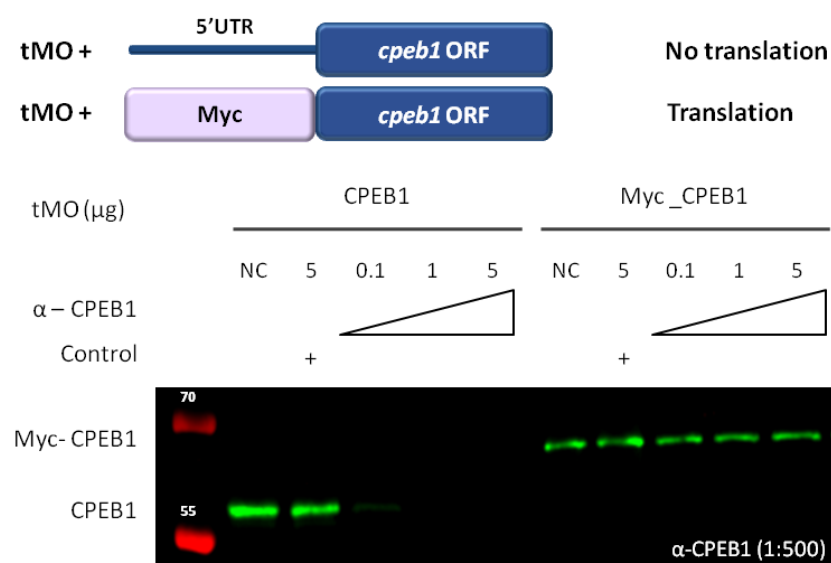 5'UTR
tMO + cpeb1 ORF No translation
tMO + Myc cpeb1 ORF Translation
tMO (µg) CPEB1 Myc _CPEB1
NC 5 0.1 1 5 NC 5 0.1 1 5
α – CPEB1
Control + +
70
Myc- CPEB1
CPEB1 55
α-CPEB1 (1:500)